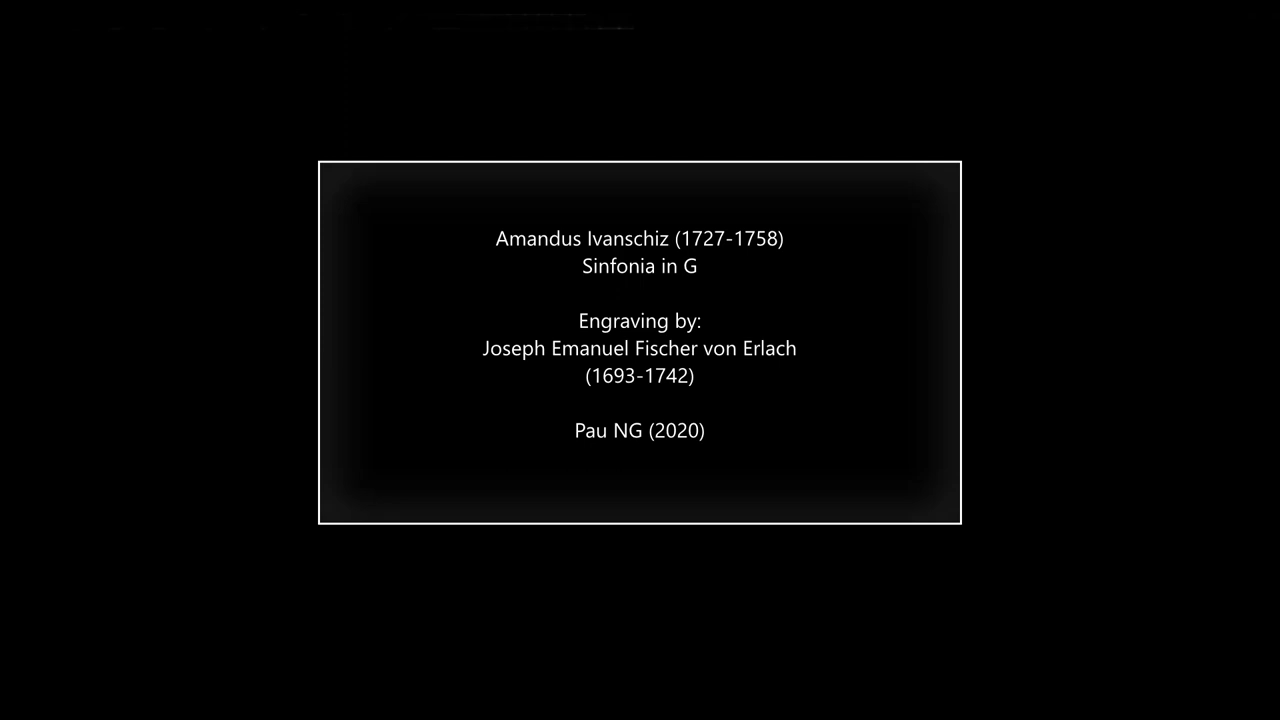 Amandus Ivanschiz (1727-1758)
Sinfonia in G
Engraving by:
Joseph Emanuel Fischer von Erlach
(1693-1742)
Pau NG (2020)